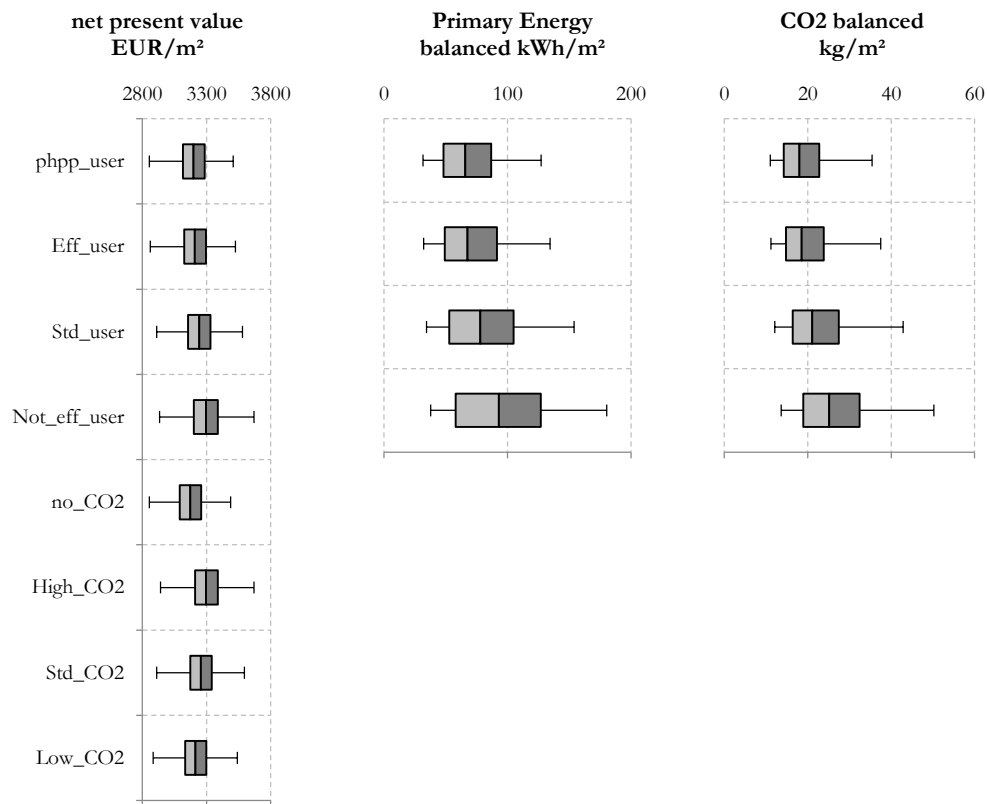 net present value
EUR/m²
Primary Energy
balanced kWh/m²
CO2 balanced
kg/m²
2800 3300 3800
0 100 200
0 20 40 60
phpp_user
Eff_user
Std_user
Not_eff_user
no_CO2
High_CO2
Std_CO2
Low_CO2